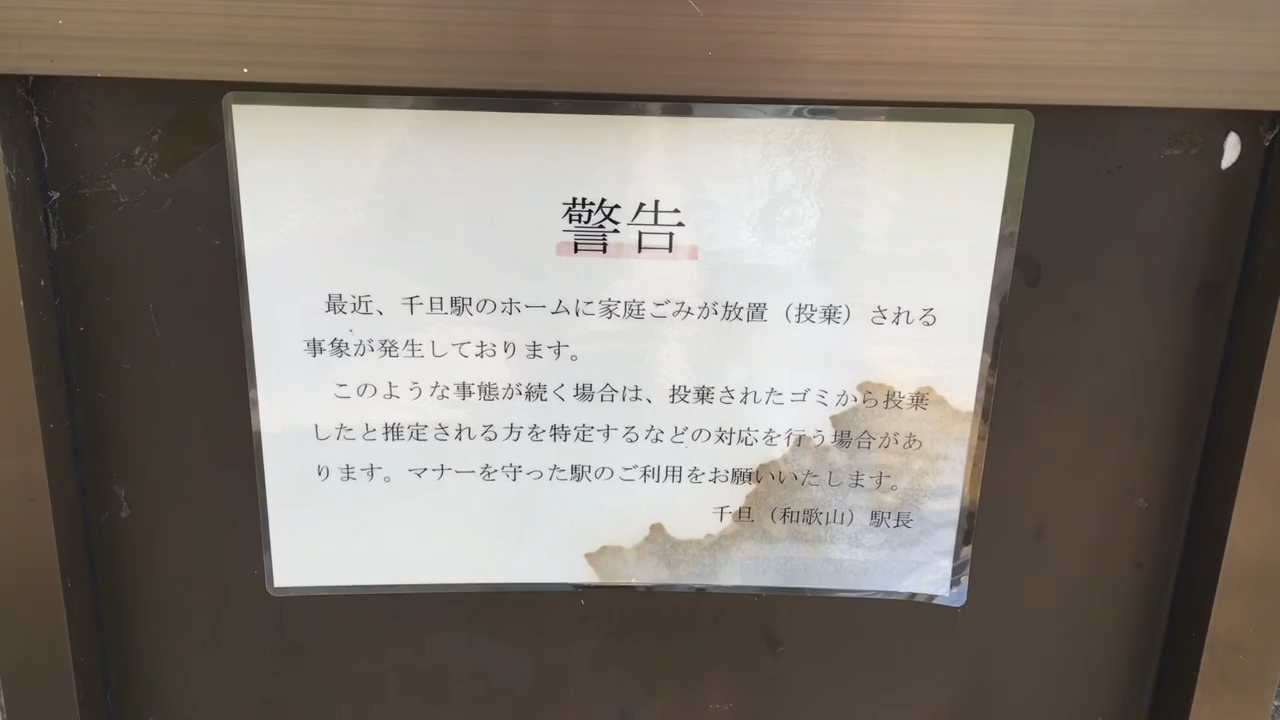 警告
最近、千旦駅のホームに家庭ごみが放置（投棄）される
事象が発生しております。
このような事態が続く場合は、投棄されたゴミから投棄
したと推定される方を特定するなどの対応を行う場合があ
ります。マナーを守った駅のご利用をお願いいたします。
千旦（和歌山）駅長